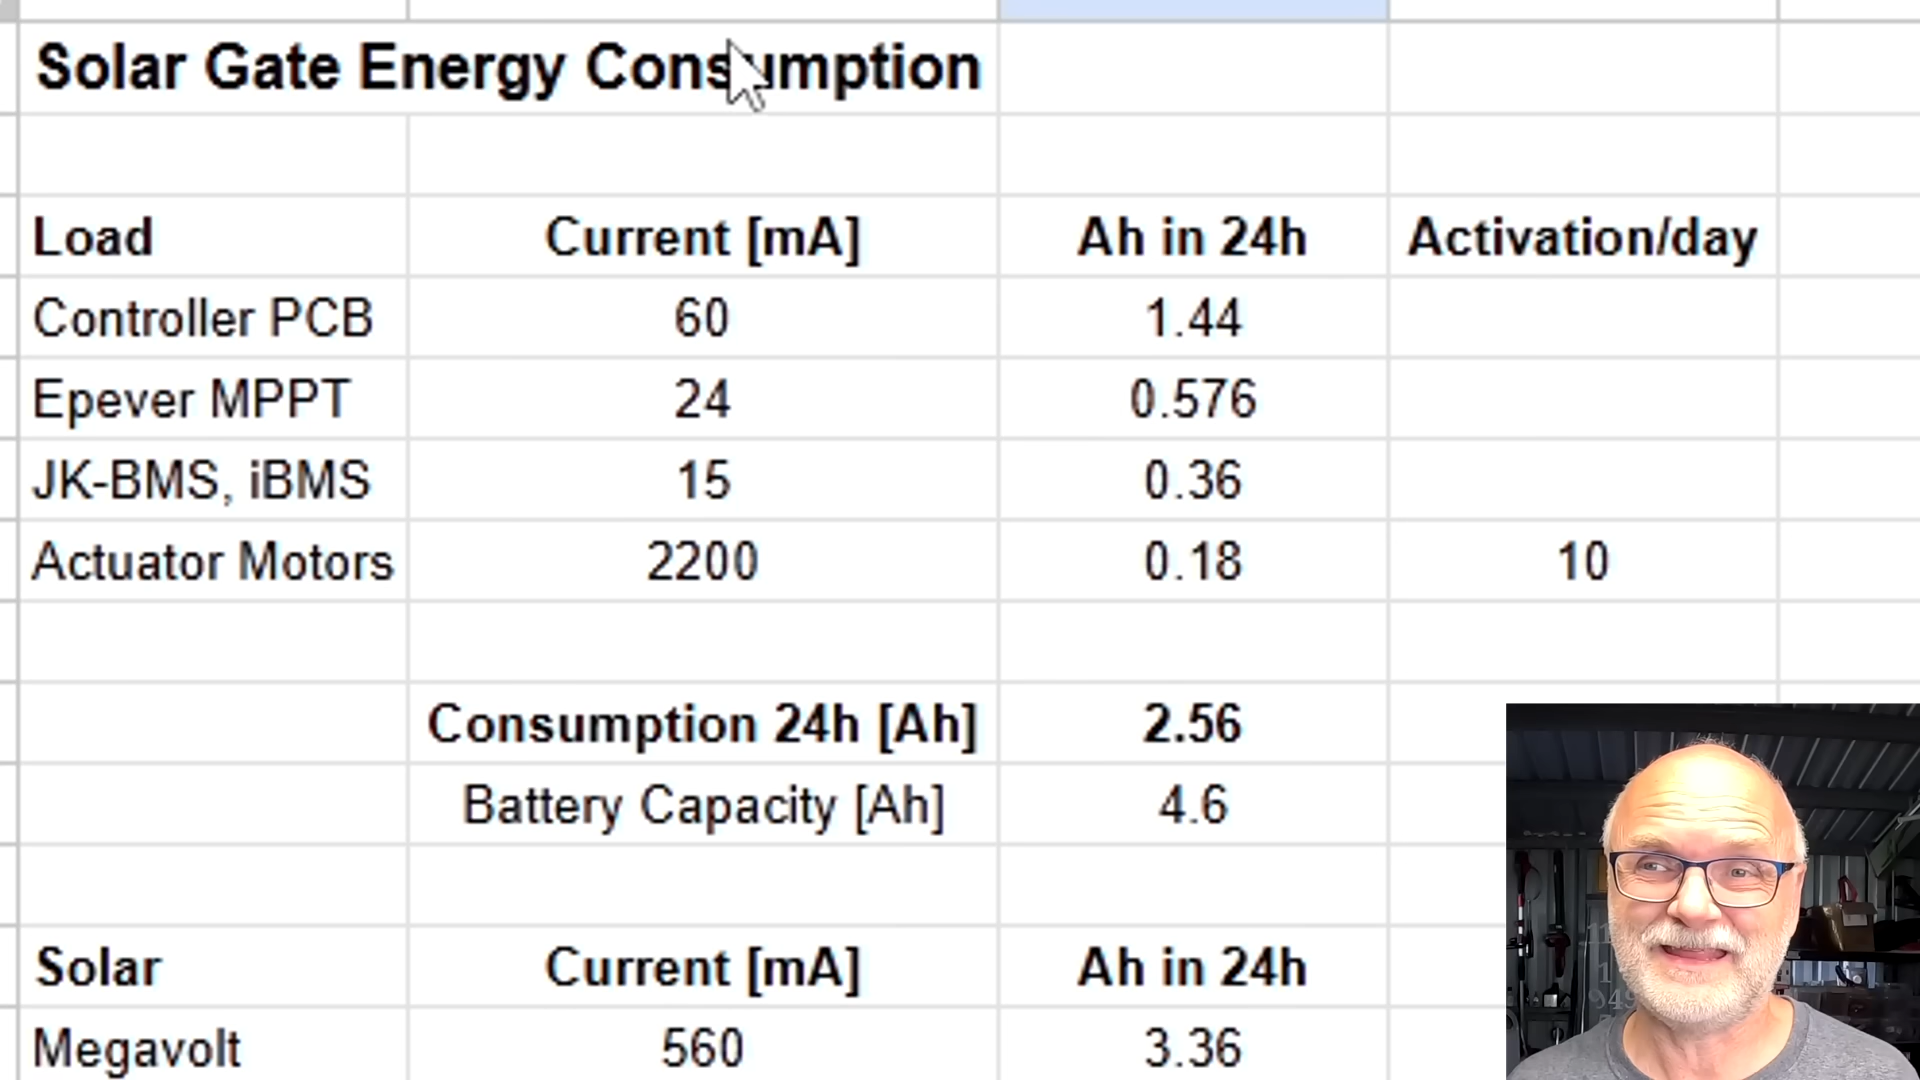 Solar Gate Energy Consumption
Load Current [mA] Ah in 24h Activation/day
Controller PCB 60 1.44
Epever MPPT 24 0.576
JK-BMS, iBMS 15 0.36
Actuator Motors 2200 0.18 10
Consumption 24h [Ah] 2.56
Battery Capacity [Ah] 4.6
Solar Current [mA] Ah in 24h
Megavolt 560 3.36